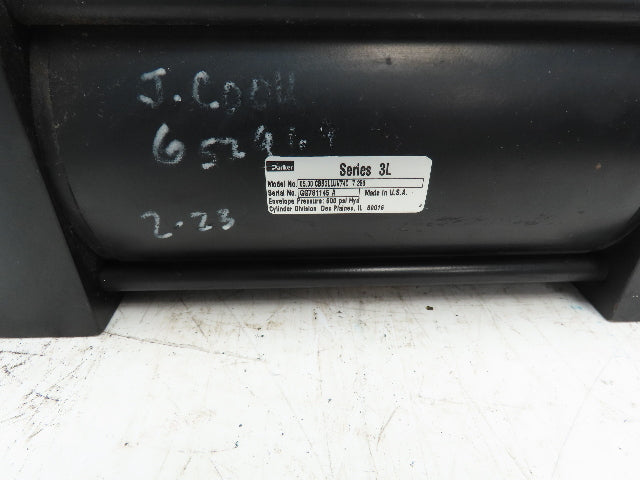 J. COOK
Parker
Series 3L
Model No.
Serial No. GG781145 A
Made in U.S.A.
Envelope Pressure: 500 psi Hyd
Cylinder Division Des Plaines, IL 60016
2-23